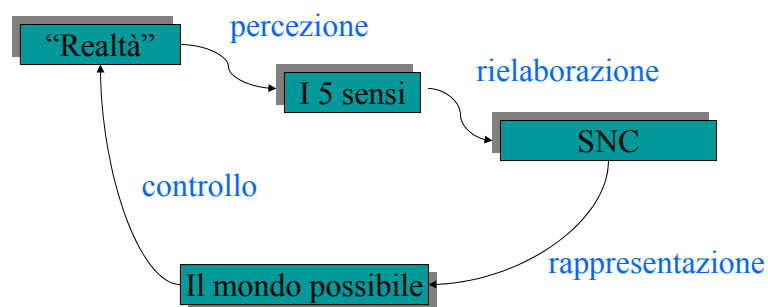 “Realtà”
percezione
I 5 sensi
rielaborazione
SNC
controllo
rappresentazione
Il mondo possibile